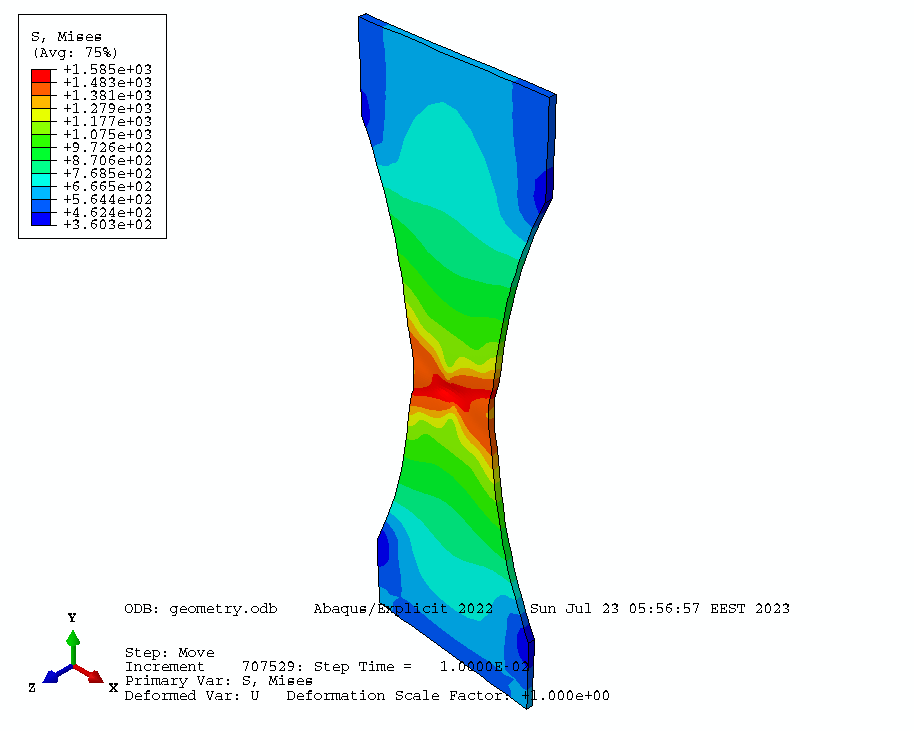 S, Mises
(Avg: 75%)
+1.585e+03
+1.483e+03
+1.381e+03
+1.279e+03
+1.177e+03
+1.075e+03
+9.726e+02
+8.706e+02
+7.685e+02
+6.665e+02
+5.644e+02
+4.624e+02
+3.603e+02
ODB: geometry.odb Abaqus/Explicit 2022 Sun Jul 23 05:56:57 EEST 2023
Y
Z
X
Step: Move
Increment 707529: Step Time = 1.0000E-02
Primary Var: S, Mises
Deformed Var: U Deformation Scale Factor: +1.000e+00